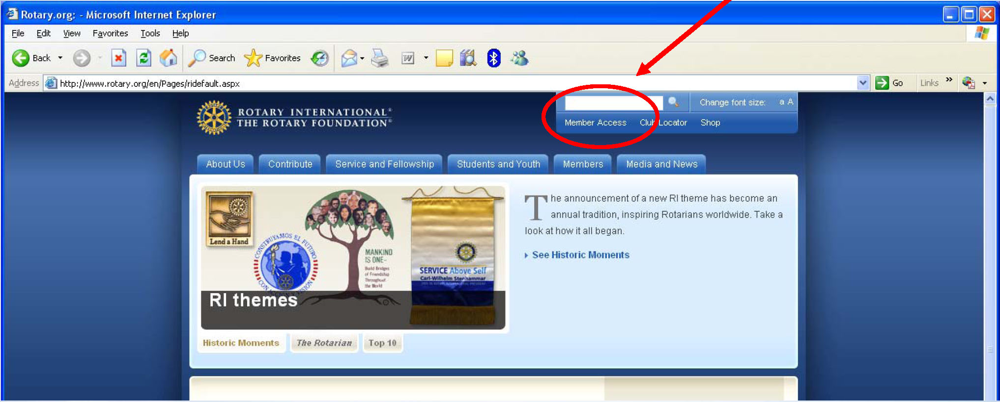 Rotary.org: - Microsoft Internet Explorer
File Edit View Favorites Tools Help
Back Search Favorites W
Address http://www.rotary.org/en/Pages/ridefault.aspx Go Links »
ROTARY INTERNATIONAL®
THE ROTARY FOUNDATION®
Change font size: a A
Member Access Club Locator Shop
About Us Contribute Service and Fellowship Students and Youth Members Media and News
Lend a Hand
CONSTRUYAMOS EL FUTURO
CON ACCIÓN Y VISIÓN
MANKIND
IS ONE-
Build Bridges
of Friendship
Throughout
the World
SERVICE Above Self
Carl-Wilhelm Stenhammar
RI themes
The announcement of a new RI theme has become an
annual tradition, inspiring Rotarians worldwide. Take a
look at how it all began.
See Historic Moments
Historic Moments The Rotarian Top 10